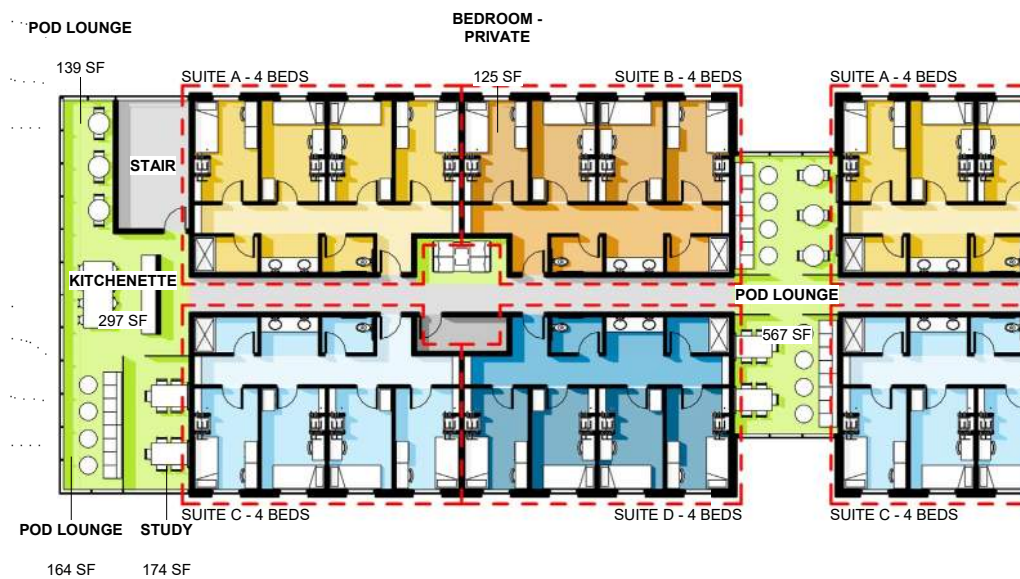 BEDROOM -
PRIVATE
POD LOUNGE
139 SF
125 SF
SUITE A - 4 BEDS
SUITE B - 4 BEDS
SUITE A - 4 BEDS
STAIR
KITCHENETTE
297 SF
POD LOUNGE
567 SF
SUITE C - 4 BEDS
SUITE D - 4 BEDS
SUITE C - 4 BEDS
POD LOUNGE
STUDY
164 SF
174 SF